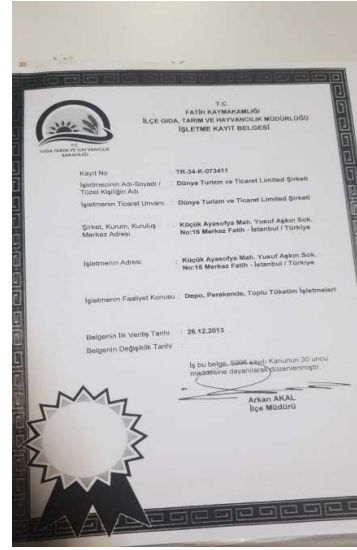 T.C.
FATİH KAYMAKAMLIĞI
İLÇE GIDA, TARIM VE HAYVANCILIK MÜDÜRLÜĞÜ
İŞLETME KAYIT BELGESİ
T.C.
GIDA TARIM VE HAYVANCILIK
BAKANLIĞI
Kayıt No : TR-34-K-073411
İşletmecinin Adı-Soyadı / : Dünya Turizm ve Ticaret Limited Şirketi
Tüzel Kişiliğin Adı
İşletmenin Ticaret Unvanı : Dünya Turizm ve Ticaret Limited Şirketi
Şirket, Kurum, Kuruluş : Küçük Ayasofya Mah. Yusuf Aşkın Sok.
Merkez Adresi No:16 Merkez Fatih - İstanbul / Türkiye
İşletmenin Adresi : Küçük Ayasofya Mah. Yusuf Aşkın Sok.
No:16 Merkez Fatih - İstanbul / Türkiye
İşletmenin Faaliyet Konusu : Depo, Perakende, Toplu Tüketim İşletmeleri
Belgenin İlk Veriliş Tarihi : 26.12.2013
Belgenin Değişiklik Tarihi :
İş bu belge, 5996 sayılı Kanunun 30 uncu
maddesine dayanılarak düzenlenmiştir.
Arkan AKAL
İlçe Müdürü